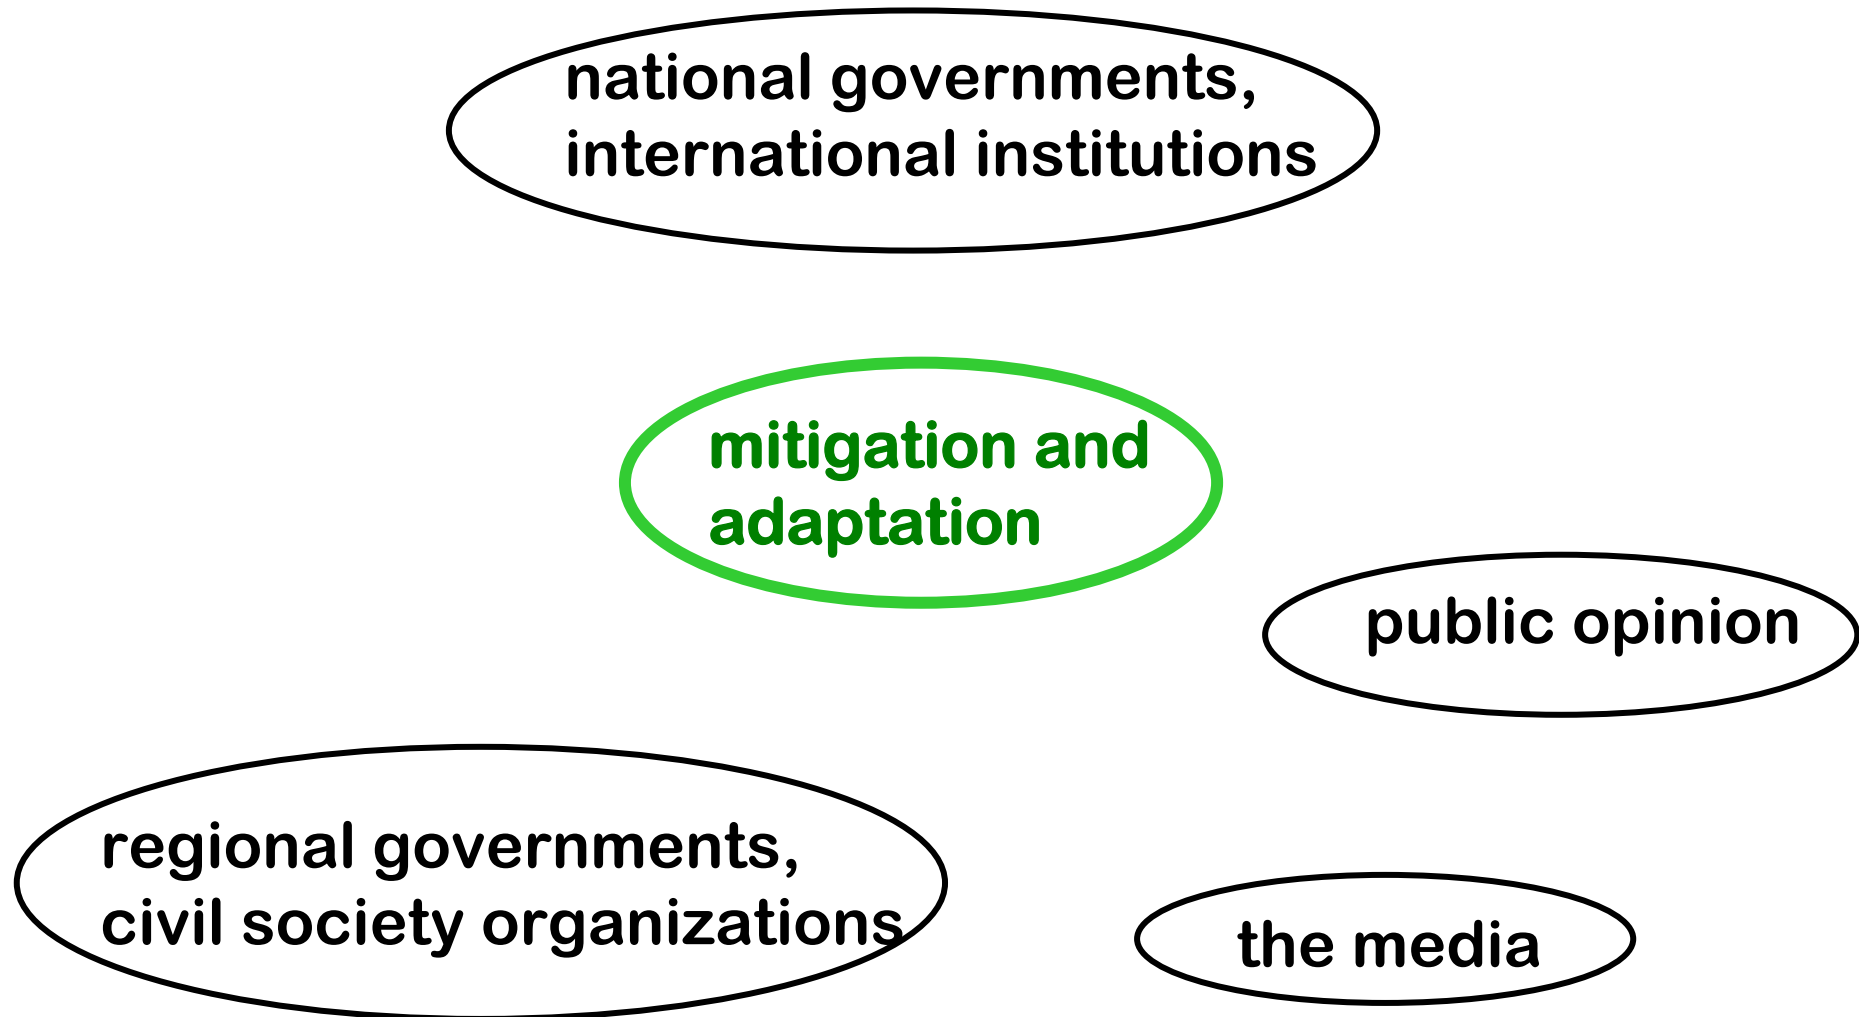 national governments,
international institutions
mitigation and
adaptation
public opinion
regional governments,
civil society organizations
the media